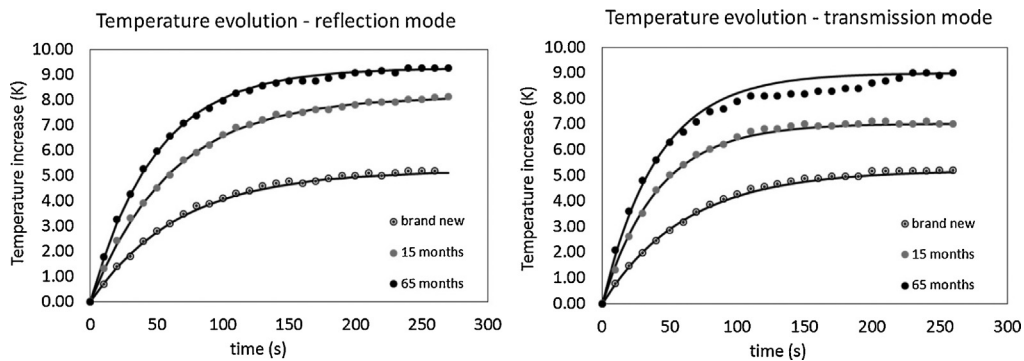 Temperature evolution - reflection mode
Temperature increase (K)
10.00
9.00
8.00
7.00
6.00
5.00
4.00
3.00
2.00
1.00
0.00
brand new
15 months
65 months
0 50 100 150 200 250 300
time (s)
Temperature evolution - transmission mode
Temperature increase (K)
10.00
9.00
8.00
7.00
6.00
5.00
4.00
3.00
2.00
1.00
0.00
brand new
15 months
65 months
0 50 100 150 200 250 300
time (s)